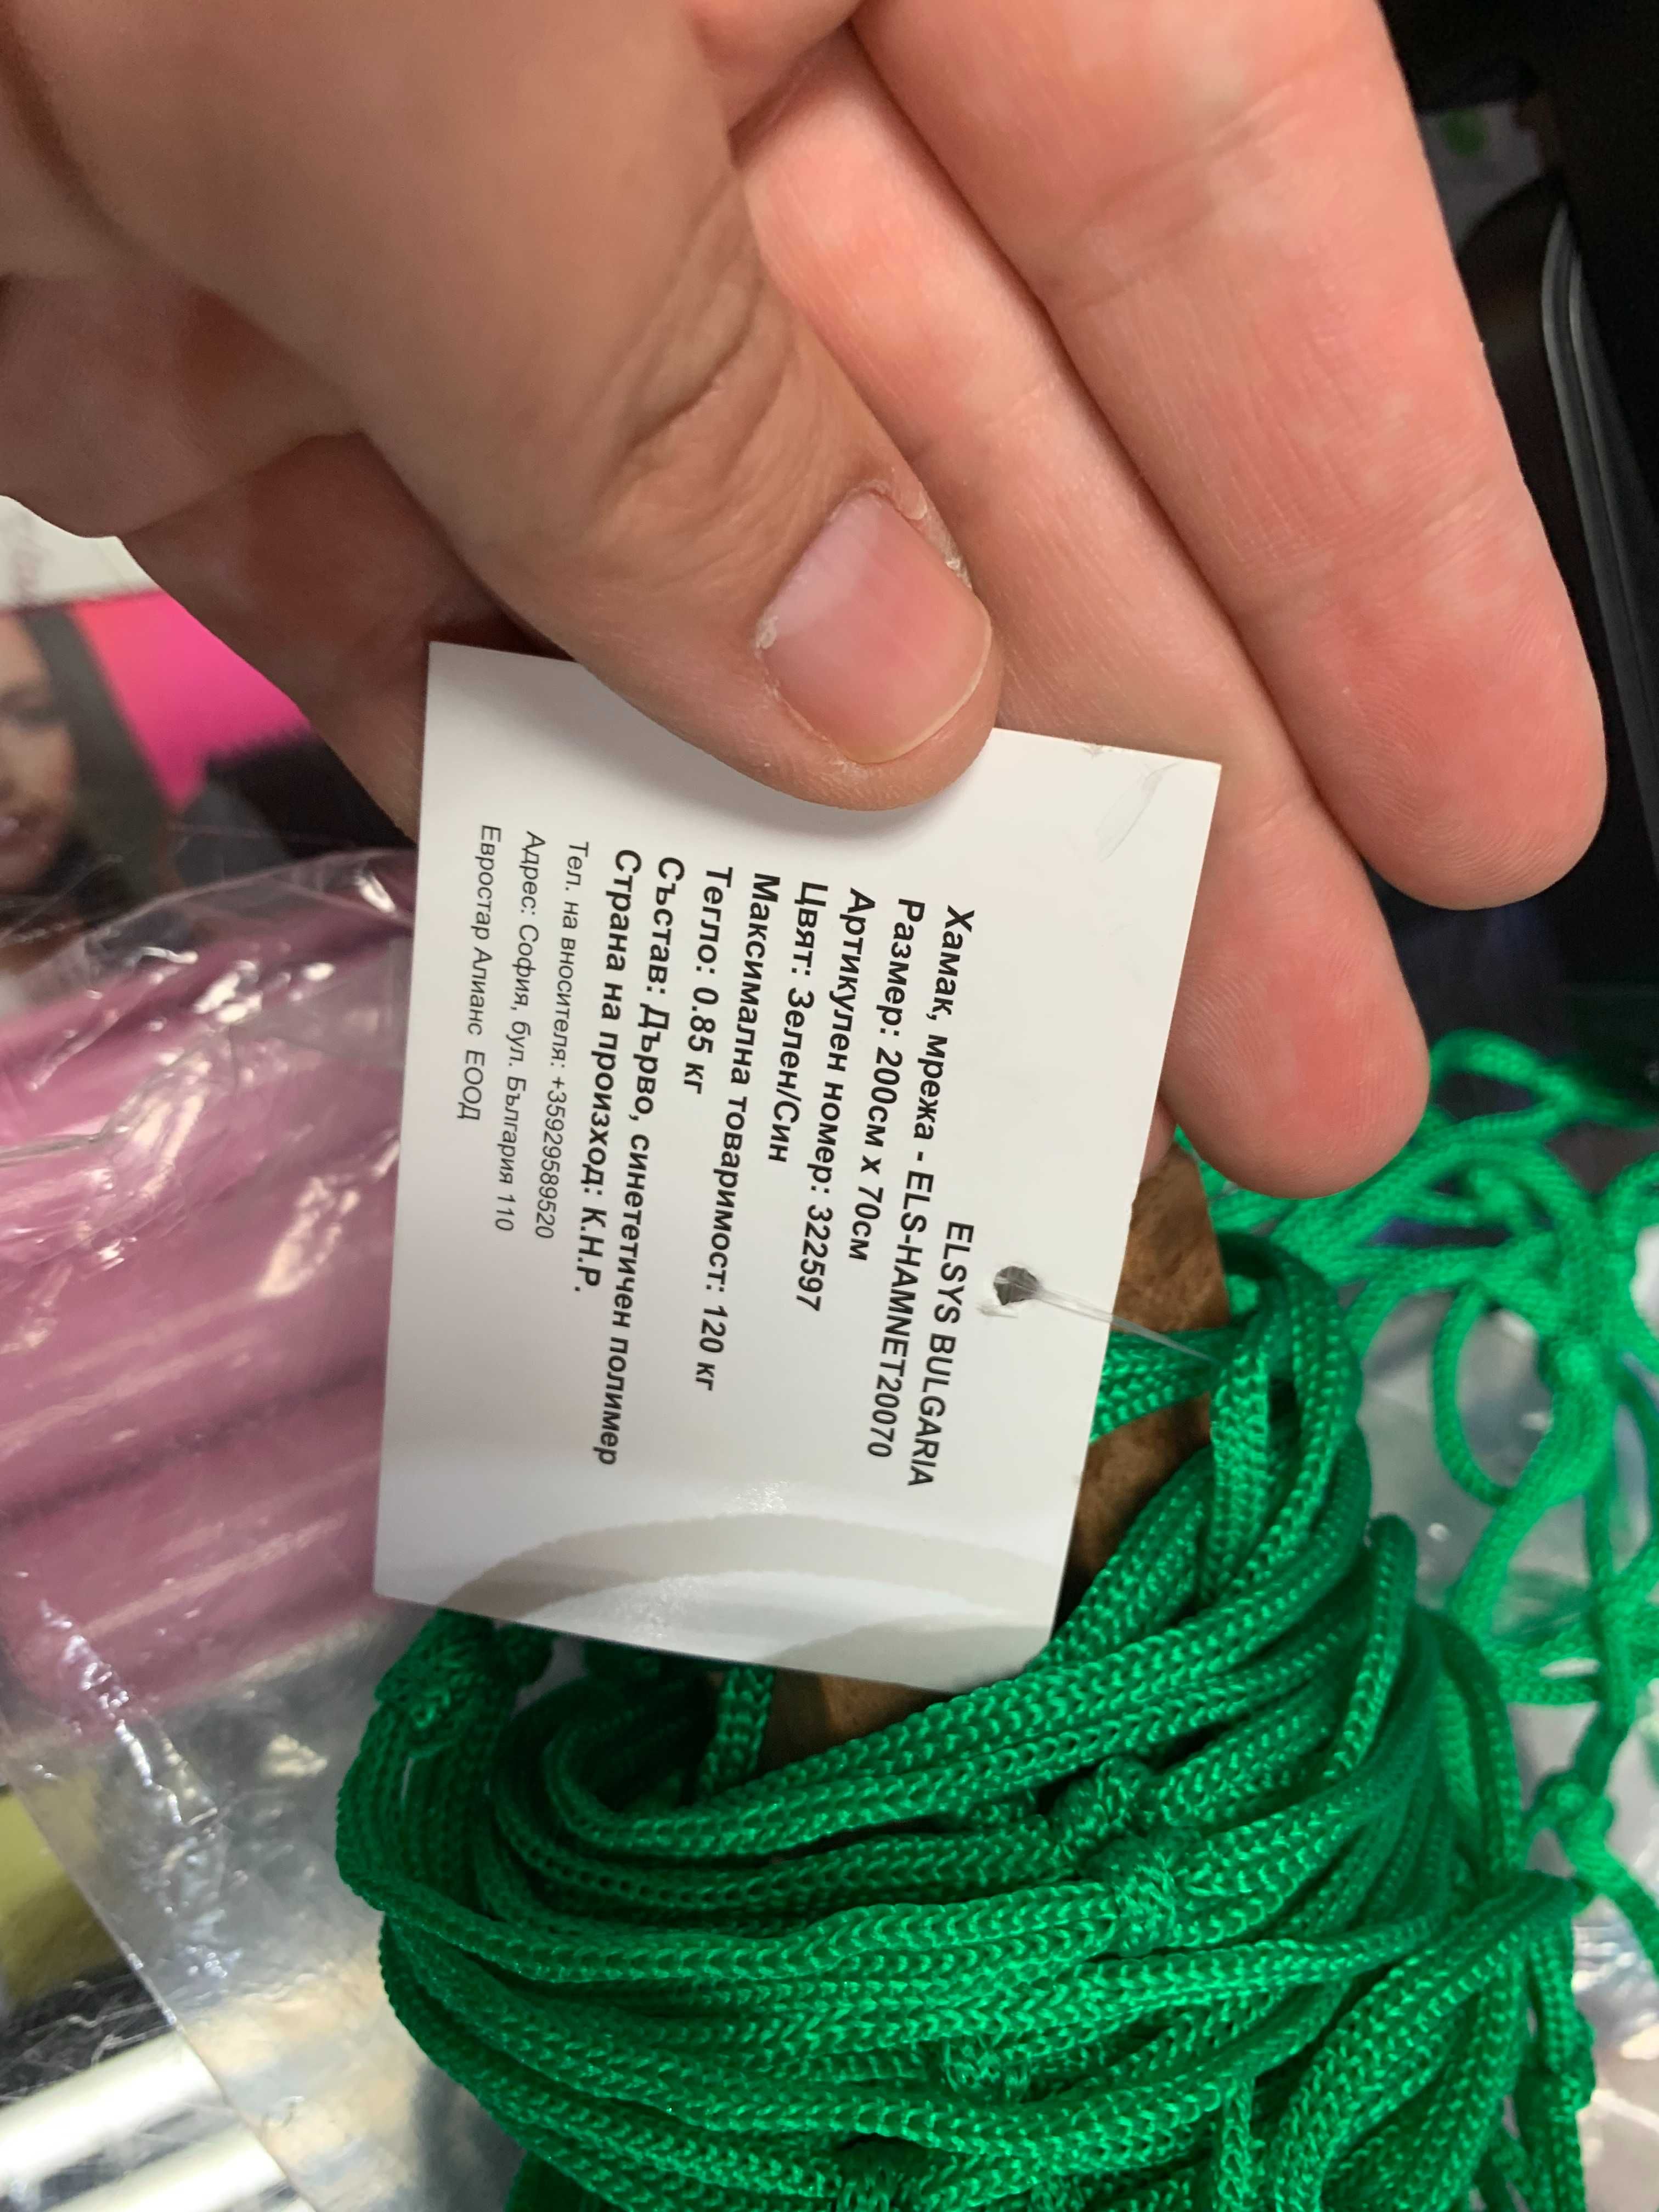 ELSYS BULGARIA
Хамак, мрежа - ELS-HAMNET20070
Размер: 200см x 70см
Артикулен номер: 322597
Цвят: Зелен/Син
Максимална товаримост: 120 кг
Тегло: 0.85 кг
Състав: Дърво, синететичен полимер
Страна на произход: К.Н.Р.
Тел. на вносителя: +35929589520
Адрес: София, бул. България 110
Евростар Алианс ЕООД